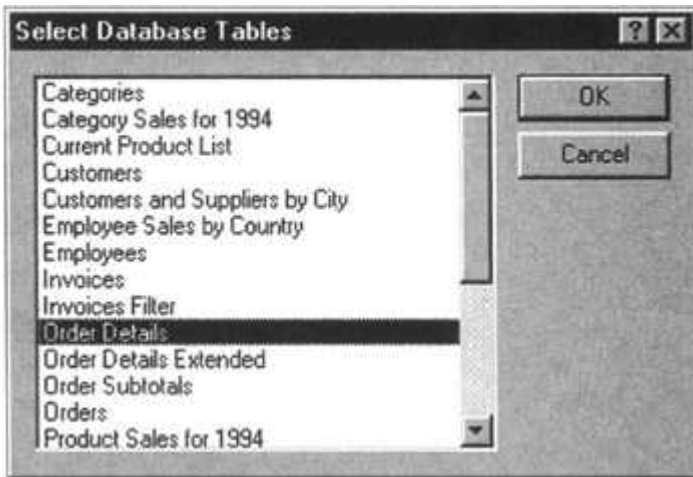 Select Database Tables
Categories
Category Sales for 1994
Current Product List
Customers
Customers and Suppliers by City
Employee Sales by Country
Employees
Invoices
Invoices Filter
Order Details
Order Details Extended
Order Subtotals
Orders
Product Sales for 1994
OK
Cancel